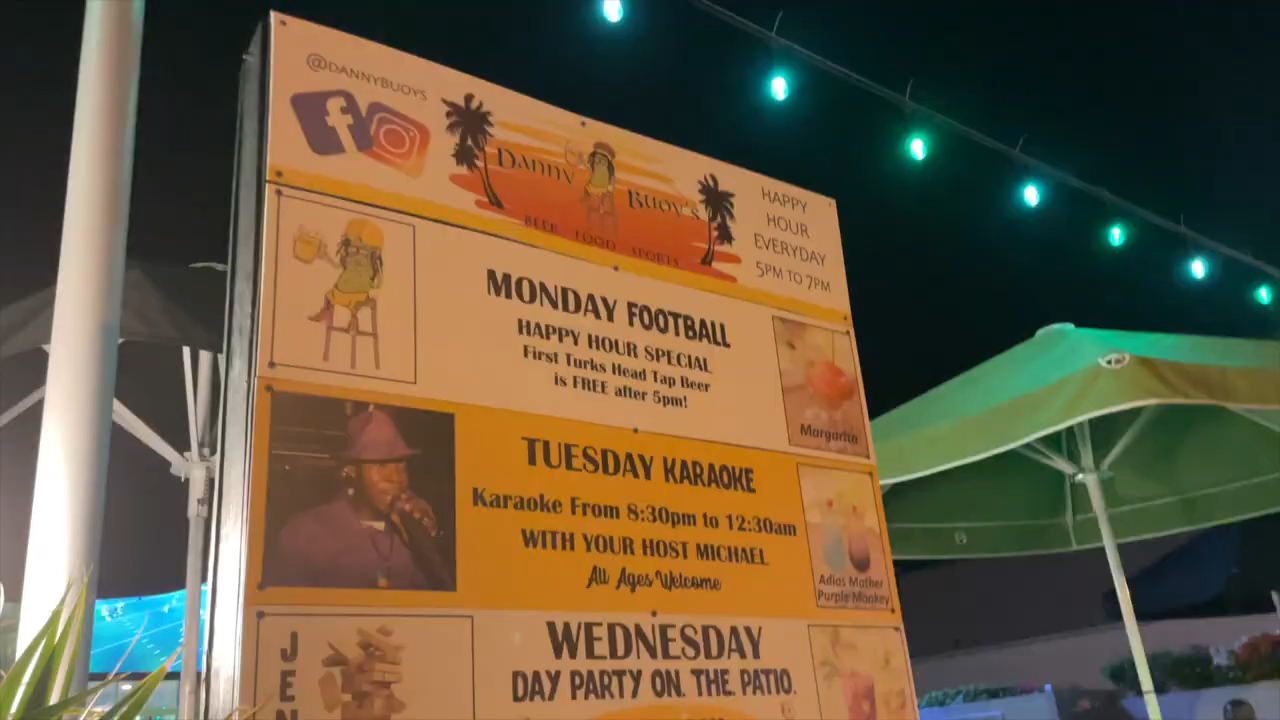 @DANNYBUOYS
DANNY BUOY'S
BEER FOOD SPORTS
HAPPY
HOUR
EVERYDAY
5PM TO 7PM
MONDAY FOOTBALL
HAPPY HOUR SPECIAL
First Turks Head Tap Beer
is FREE after 5pm!
Margarita
TUESDAY KARAOKE
Karaoke From 8:30pm to 12:30am
WITH YOUR HOST MICHAEL
All Ages Welcome
Adios Mather
Purple Monkey
WEDNESDAY
DAY PARTY ON. THE. PATIO.
J
E
N